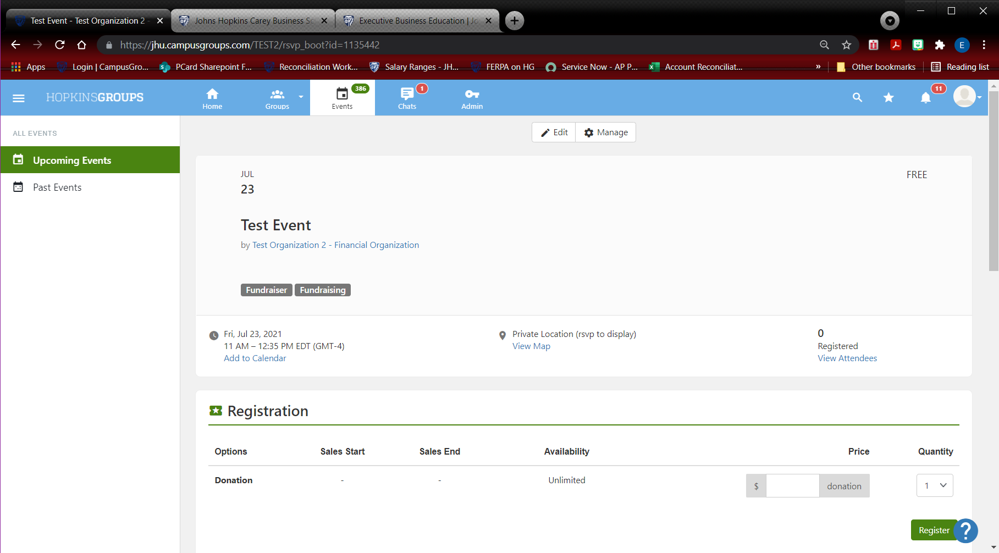 Test Event - Test Organization 2 -
Johns Hopkins Carey Business Sc
Executive Business Education | Jo
https://jhu.campusgroups.com/TEST2/rsvp_boot?id=1135442
E
Apps
Login | CampusGro...
PCard Sharepoint F...
Reconciliation Work...
Salary Ranges - JH...
FERPA on HG
Service Now - AP P...
Account Reconciliat...
»
Other bookmarks
Reading list
HOPKINSGROUPS
Home
Groups
386
Events
1
Chats
Admin
11
ALL EVENTS
Upcoming Events
Past Events
Edit
Manage
JUL
23
FREE
Test Event
by Test Organization 2 - Financial Organization
Fundraiser Fundraising
Fri, Jul 23, 2021
11 AM – 12:35 PM EDT (GMT-4)
Add to Calendar
Private Location (rsvp to display)
View Map
0
Registered
View Attendees
Registration
Options Sales Start Sales End Availability Price Quantity
Donation - - Unlimited $ donation 1
Register
?